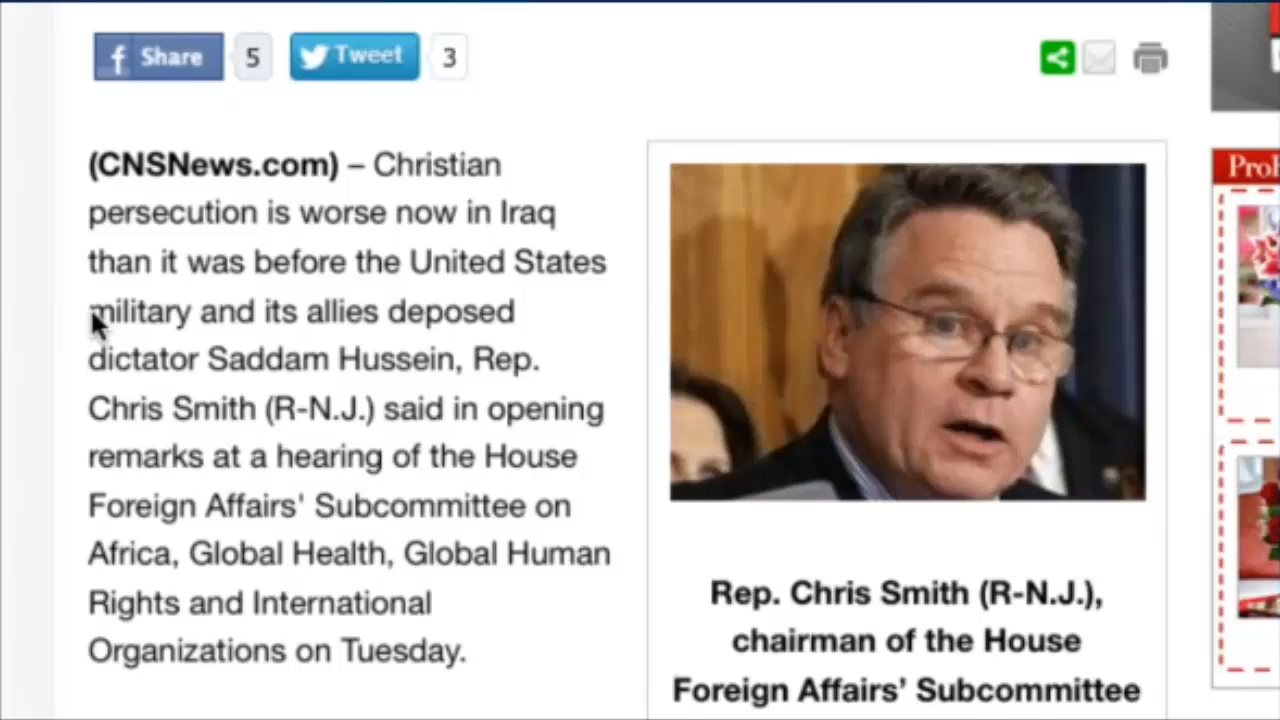 Share 5 Tweet 3
(CNSNews.com) – Christian
persecution is worse now in Iraq
than it was before the United States
military and its allies deposed
dictator Saddam Hussein, Rep.
Chris Smith (R-N.J.) said in opening
remarks at a hearing of the House
Foreign Affairs' Subcommittee on
Africa, Global Health, Global Human
Rights and International
Organizations on Tuesday.
Rep. Chris Smith (R-N.J.),
chairman of the House
Foreign Affairs’ Subcommittee